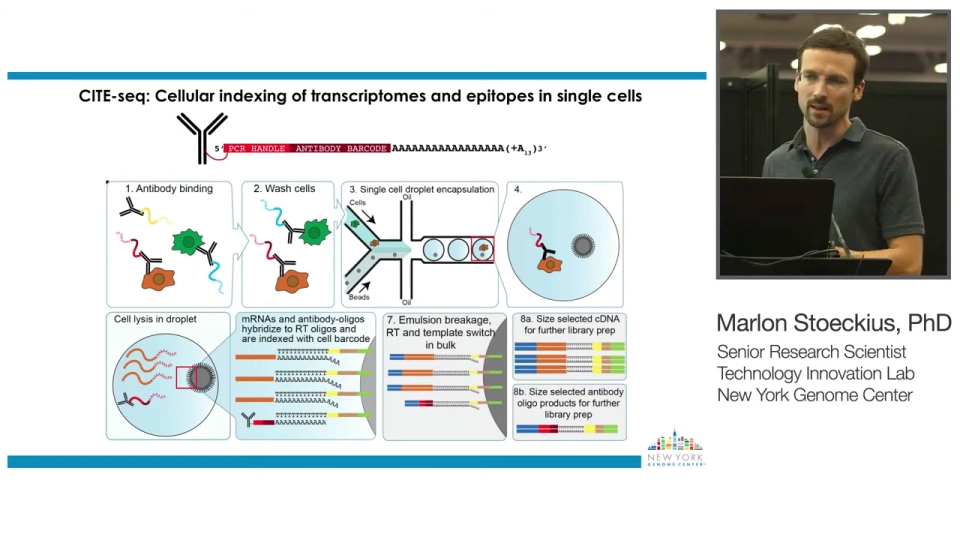 CITE-seq: Cellular indexing of transcriptomes and epitopes in single cells
5' PCR HANDLE ANTIBODY BARCODE AAAAAAAAAAAAAAAAA(+A13)3'
1. Antibody binding
2. Wash cells
3. Single cell droplet encapsulation
Oil
Cells
Beads
Oil
4.
Cell lysis in droplet
mRNAs and antibody-oligos
hybridize to RT oligos and
are indexed with cell barcode
7. Emulsion breakage,
RT and template switch
in bulk
8a. Size selected cDNA
for further library prep
8b. Size selected antibody
oligo products for further
library prep
NEW YORK
GENOME CENTER
Marlon Stoeckius, PhD
Senior Research Scientist
Technology Innovation Lab
New York Genome Center